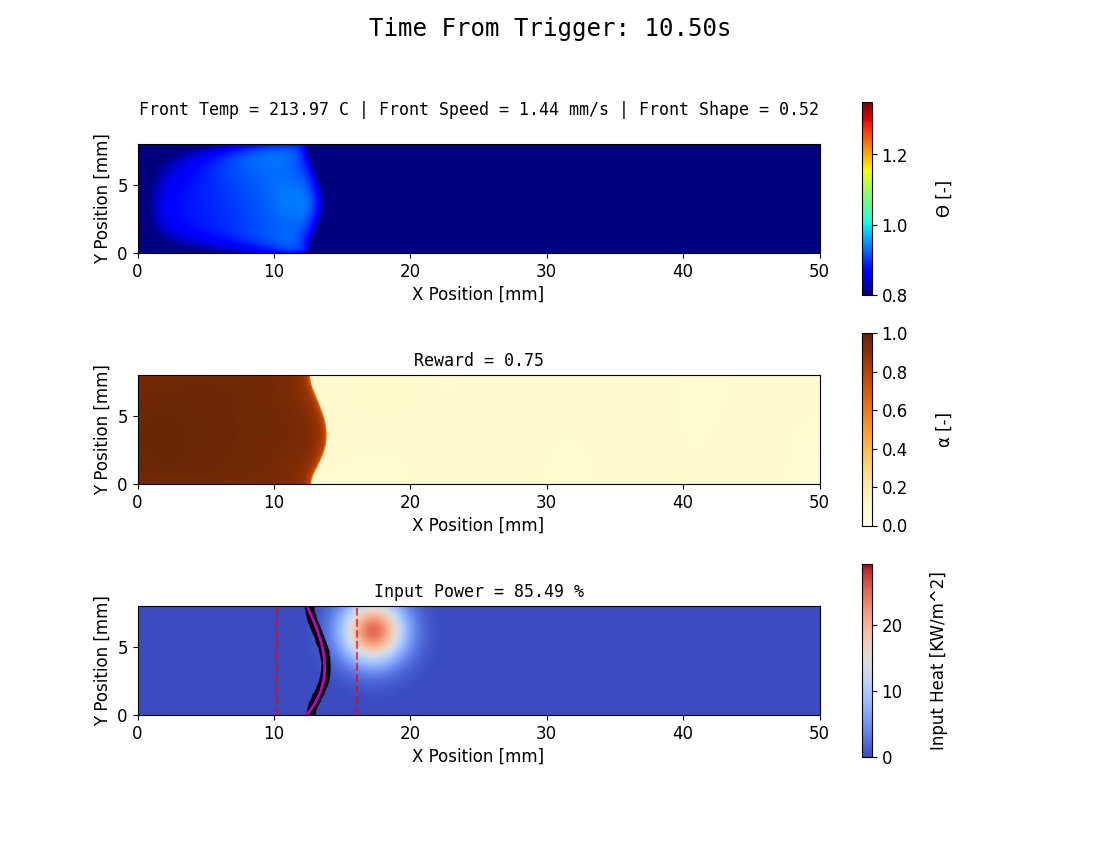 Time From Trigger: 10.50s
Front Temp = 213.97 C | Front Speed = 1.44 mm/s | Front Shape = 0.52
Y Position [mm]
5
0
0 10 20 30 40 50
X Position [mm]
1.2
1.0
0.8
Θ [-]
Reward = 0.75
Y Position [mm]
5
0
0 10 20 30 40 50
X Position [mm]
1.0
0.8
0.6
0.4
0.2
0.0
α [-]
Input Power = 85.49 %
Y Position [mm]
5
0
0 10 20 30 40 50
X Position [mm]
20
10
0
Input Heat [KW/m^2]